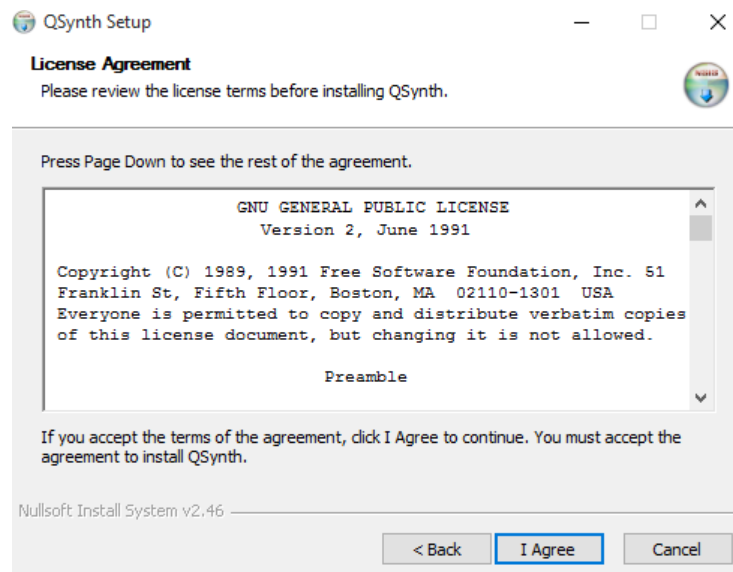 QSynth Setup
License Agreement
Please review the license terms before installing QSynth.
Press Page Down to see the rest of the agreement.
GNU GENERAL PUBLIC LICENSE
Version 2, June 1991
Copyright (C) 1989, 1991 Free Software Foundation, Inc. 51
Franklin St, Fifth Floor, Boston, MA 02110-1301 USA
Everyone is permitted to copy and distribute verbatim copies
of this license document, but changing it is not allowed.
Preamble
If you accept the terms of the agreement, click I Agree to continue. You must accept the
agreement to install QSynth.
Nullsoft Install System v2.46
< Back I Agree Cancel